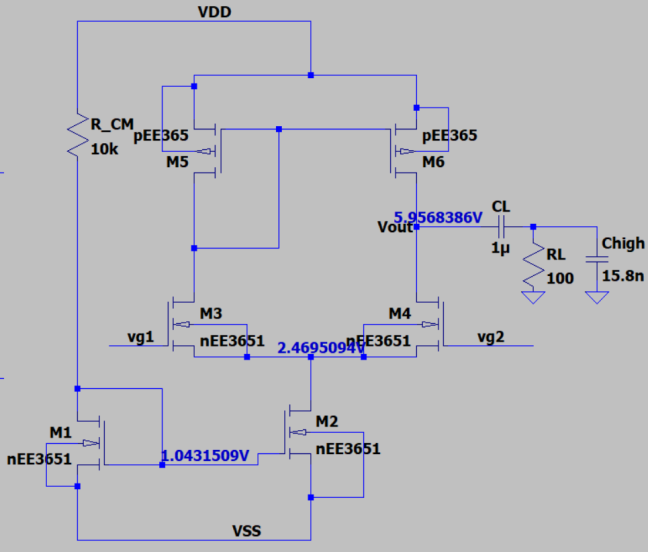 VDD
R_CM
10k
pEE365
M5
pEE365
M6
5.9568386V
Vout
CL
1µ
RL
100
Chigh
15.8n
M3
nEE3651
vg1
M4
nEE3651
vg2
2.4695094V
M1
nEE3651
M2
nEE3651
1.0431509V
VSS